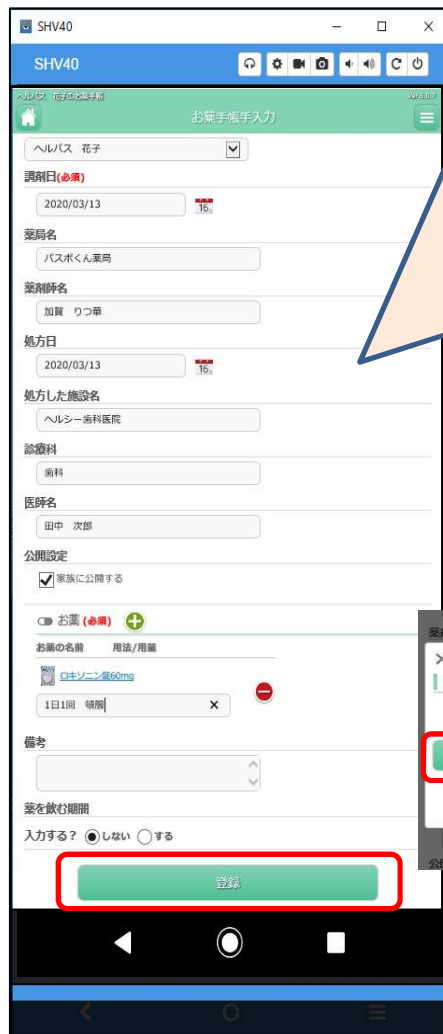 SHV40
SHV40
ヘルパス 花子のお薬手帳
お薬手帳手入力
ヘルパス 花子
調剤日(必須)
2020/03/13
16
薬局名
パスポくん薬局
薬剤師名
加賀 りつ華
処方日
2020/03/13
16
処方した施設名
ヘルシー歯科医院
診療科
歯科
医師名
田中 次郎
公開設定
家族に公開する
お薬 (必須)
お薬の名前 用法/用量
ロキソニン錠60mg
1日1回 頓服
備考
薬を飲む期間
入力する? しない する
登録